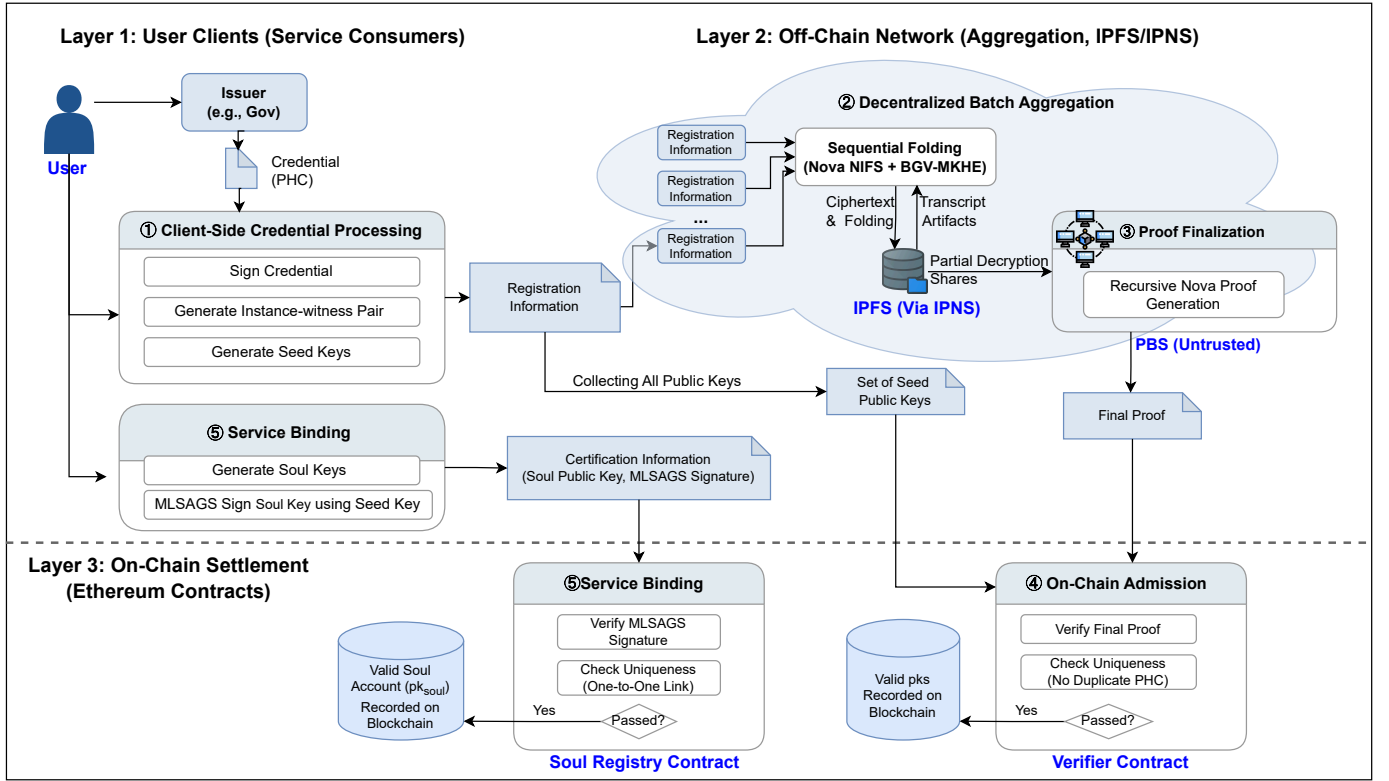 Layer 1: User Clients (Service Consumers)
Layer 2: Off-Chain Network (Aggregation, IPFS/IPNS)
Issuer
(e.g., Gov)
User
Credential
(PHC)
① Client-Side Credential Processing
Sign Credential
Generate Instance-witness Pair
Generate Seed Keys
Registration
Information
② Decentralized Batch Aggregation
Registration
Information
Registration
Information
...
Registration
Information
Sequential Folding
(Nova NIFS + BGV-MKHE)
Ciphertext
& Folding
Transcript
Artifacts
IPFS (Via IPNS)
Partial Decryption
Shares
③ Proof Finalization
Recursive Nova Proof
Generation
PBS (Untrusted)
Collecting All Public Keys
Set of Seed
Public Keys
Final Proof
⑤ Service Binding
Generate Soul Keys
MLSAGS Sign Soul Key using Seed Key
Certification Information
(Soul Public Key, MLSAGS Signature)
Layer 3: On-Chain Settlement
(Ethereum Contracts)
⑤Service Binding
Verify MLSAGS
Signature
Check Uniqueness
(One-to-One Link)
Passed?
Yes
Valid Soul
Account (pksoul)
Recorded on
Blockchain
Soul Registry Contract
④ On-Chain Admission
Verify Final Proof
Check Uniqueness
(No Duplicate PHC)
Passed?
Yes
Valid pks
Recorded on
Blockchain
Verifier Contract